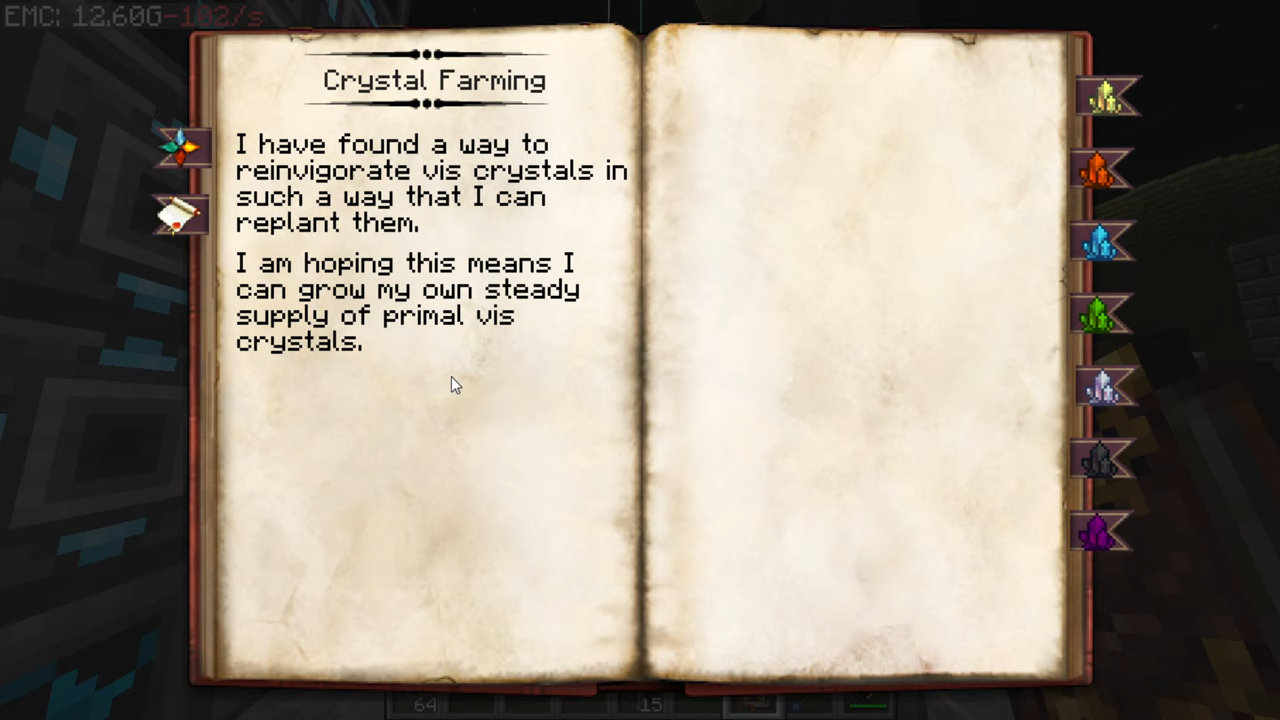 EMC: 12,60G-102/s
Crystal Farming
I have found a way to
reinvigorate vis crystals in
such a way that I can
replant them.
I am hoping this means I
can grow my own steady
supply of primal vis
crystals.
64
15